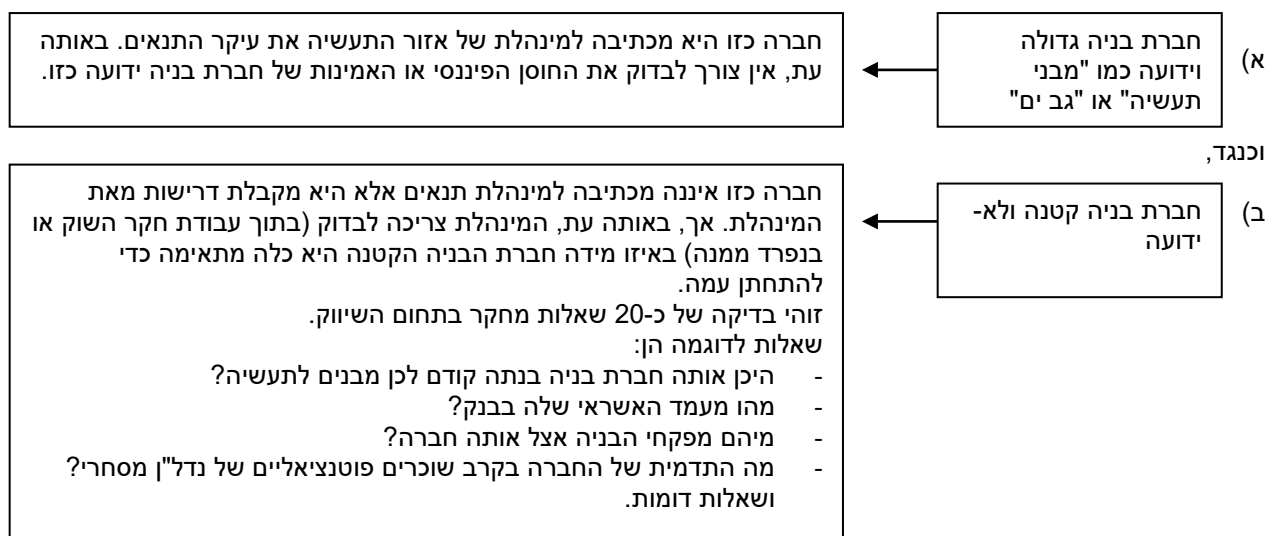 א)
חברת בניה גדולה
וידועה כמו "מבני
תעשיה" או "גב ים"
חברה כזו היא מכתיבה למינהלת של אזור התעשיה את עיקר התנאים. באותה
עת, אין צורך לבדוק את החוסן הפיננסי או האמינות של חברת בניה ידועה כזו.
וכנגד,
ב)
חברת בניה קטנה ולא-
ידועה
חברה כזו איננה מכתיבה למינהלת תנאים אלא היא מקבלת דרישות מאת
המינהלת. אך, באותה עת, המינהלת צריכה לבדוק (בתוך עבודת חקר השוק או
בנפרד ממנה) באיזו מידה חברת הבניה הקטנה היא כלה מתאימה כדי
להתחתן עמה.
זוהי בדיקה של כ-20 שאלות מחקר בתחום השיווק.
שאלות לדוגמה הן:
- היכן אותה חברת בניה בנתה קודם לכן מבנים לתעשיה?
- מהו מעמד האשראי שלה בבנק?
- מיהם מפקחי הבניה אצל אותה חברה?
- מה התדמית של החברה בקרב שוכרים פוטנציאליים של נדל"ן מסחרי?
ושאלות דומות.